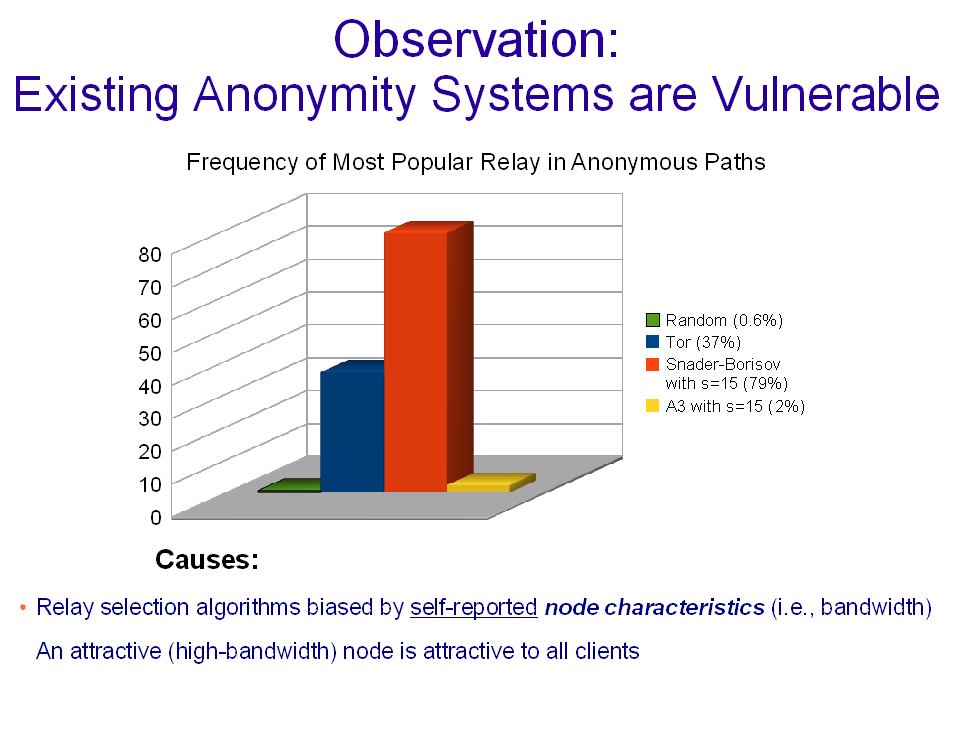 Observation:
Existing Anonymity Systems are Vulnerable
Frequency of Most Popular Relay in Anonymous Paths
80
70
60
50
40
30
20
10
0
Random (0.6%)
Tor (37%)
Snader-Borisov
with s=15 (79%)
A3 with s=15 (2%)
Causes:
• Relay selection algorithms biased by self-reported node characteristics (i.e., bandwidth)
An attractive (high-bandwidth) node is attractive to all clients